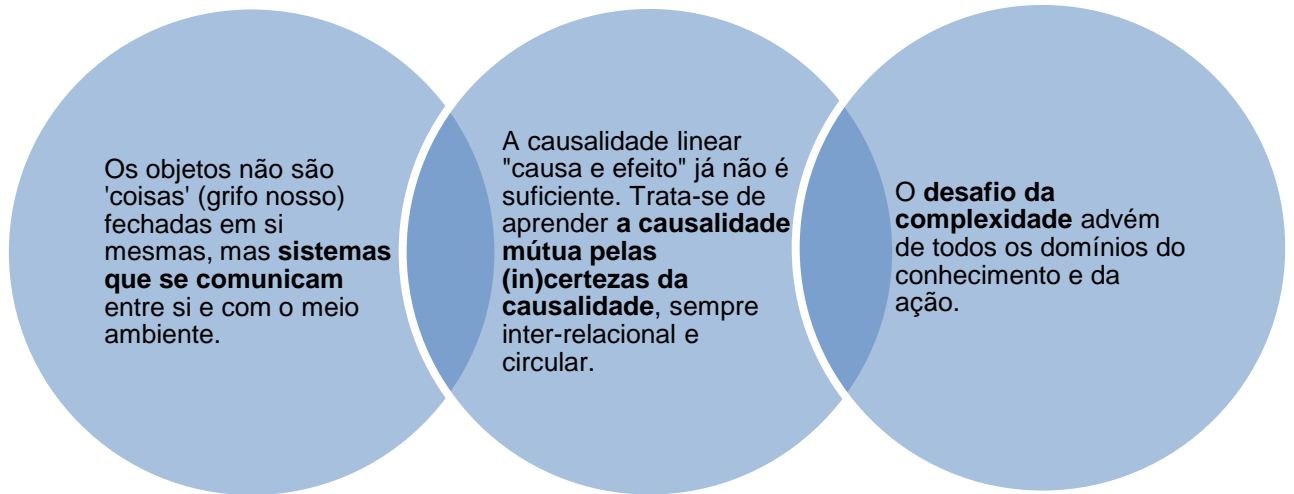 Os objetos não são
'coisas' (grifo nosso)
fechadas em si
mesmas, mas sistemas
que se comunicam
entre si e com o meio
ambiente.
A causalidade linear
"causa e efeito" já não é
suficiente. Trata-se de
aprender a causalidade
mútua pelas
(in)certezas da
causalidade, sempre
inter-relacional e
circular.
O desafio da
complexidade advém
de todos os domínios do
conhecimento e da
ação.